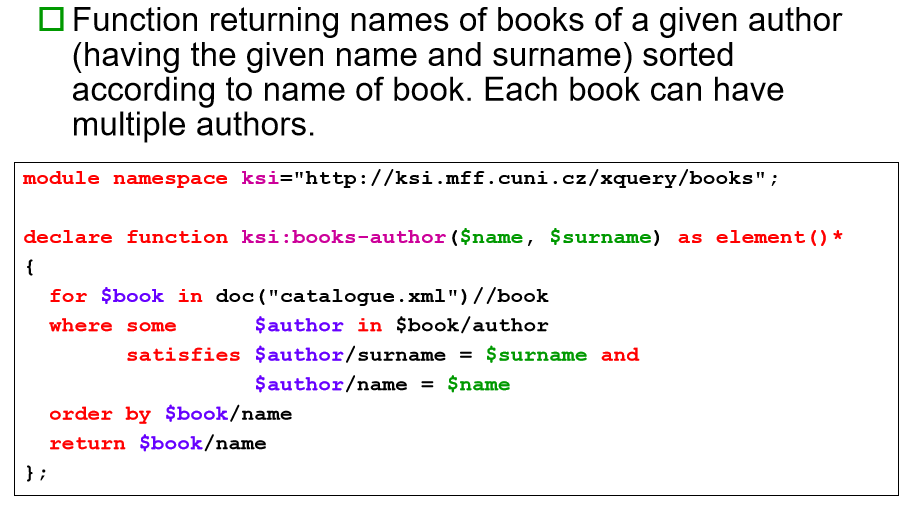 Function returning names of books of a given author
(having the given name and surname) sorted
according to name of book. Each book can have
multiple authors.
module namespace ksi="http://ksi.mff.cuni.cz/xquery/books";
declare function ksi:books-author($name, $surname) as element()*
{
  for $book in doc("catalogue.xml")//book
  where some      $author in $book/author
        satisfies $author/surname = $surname and
                  $author/name = $name
  order by $book/name
  return $book/name
};